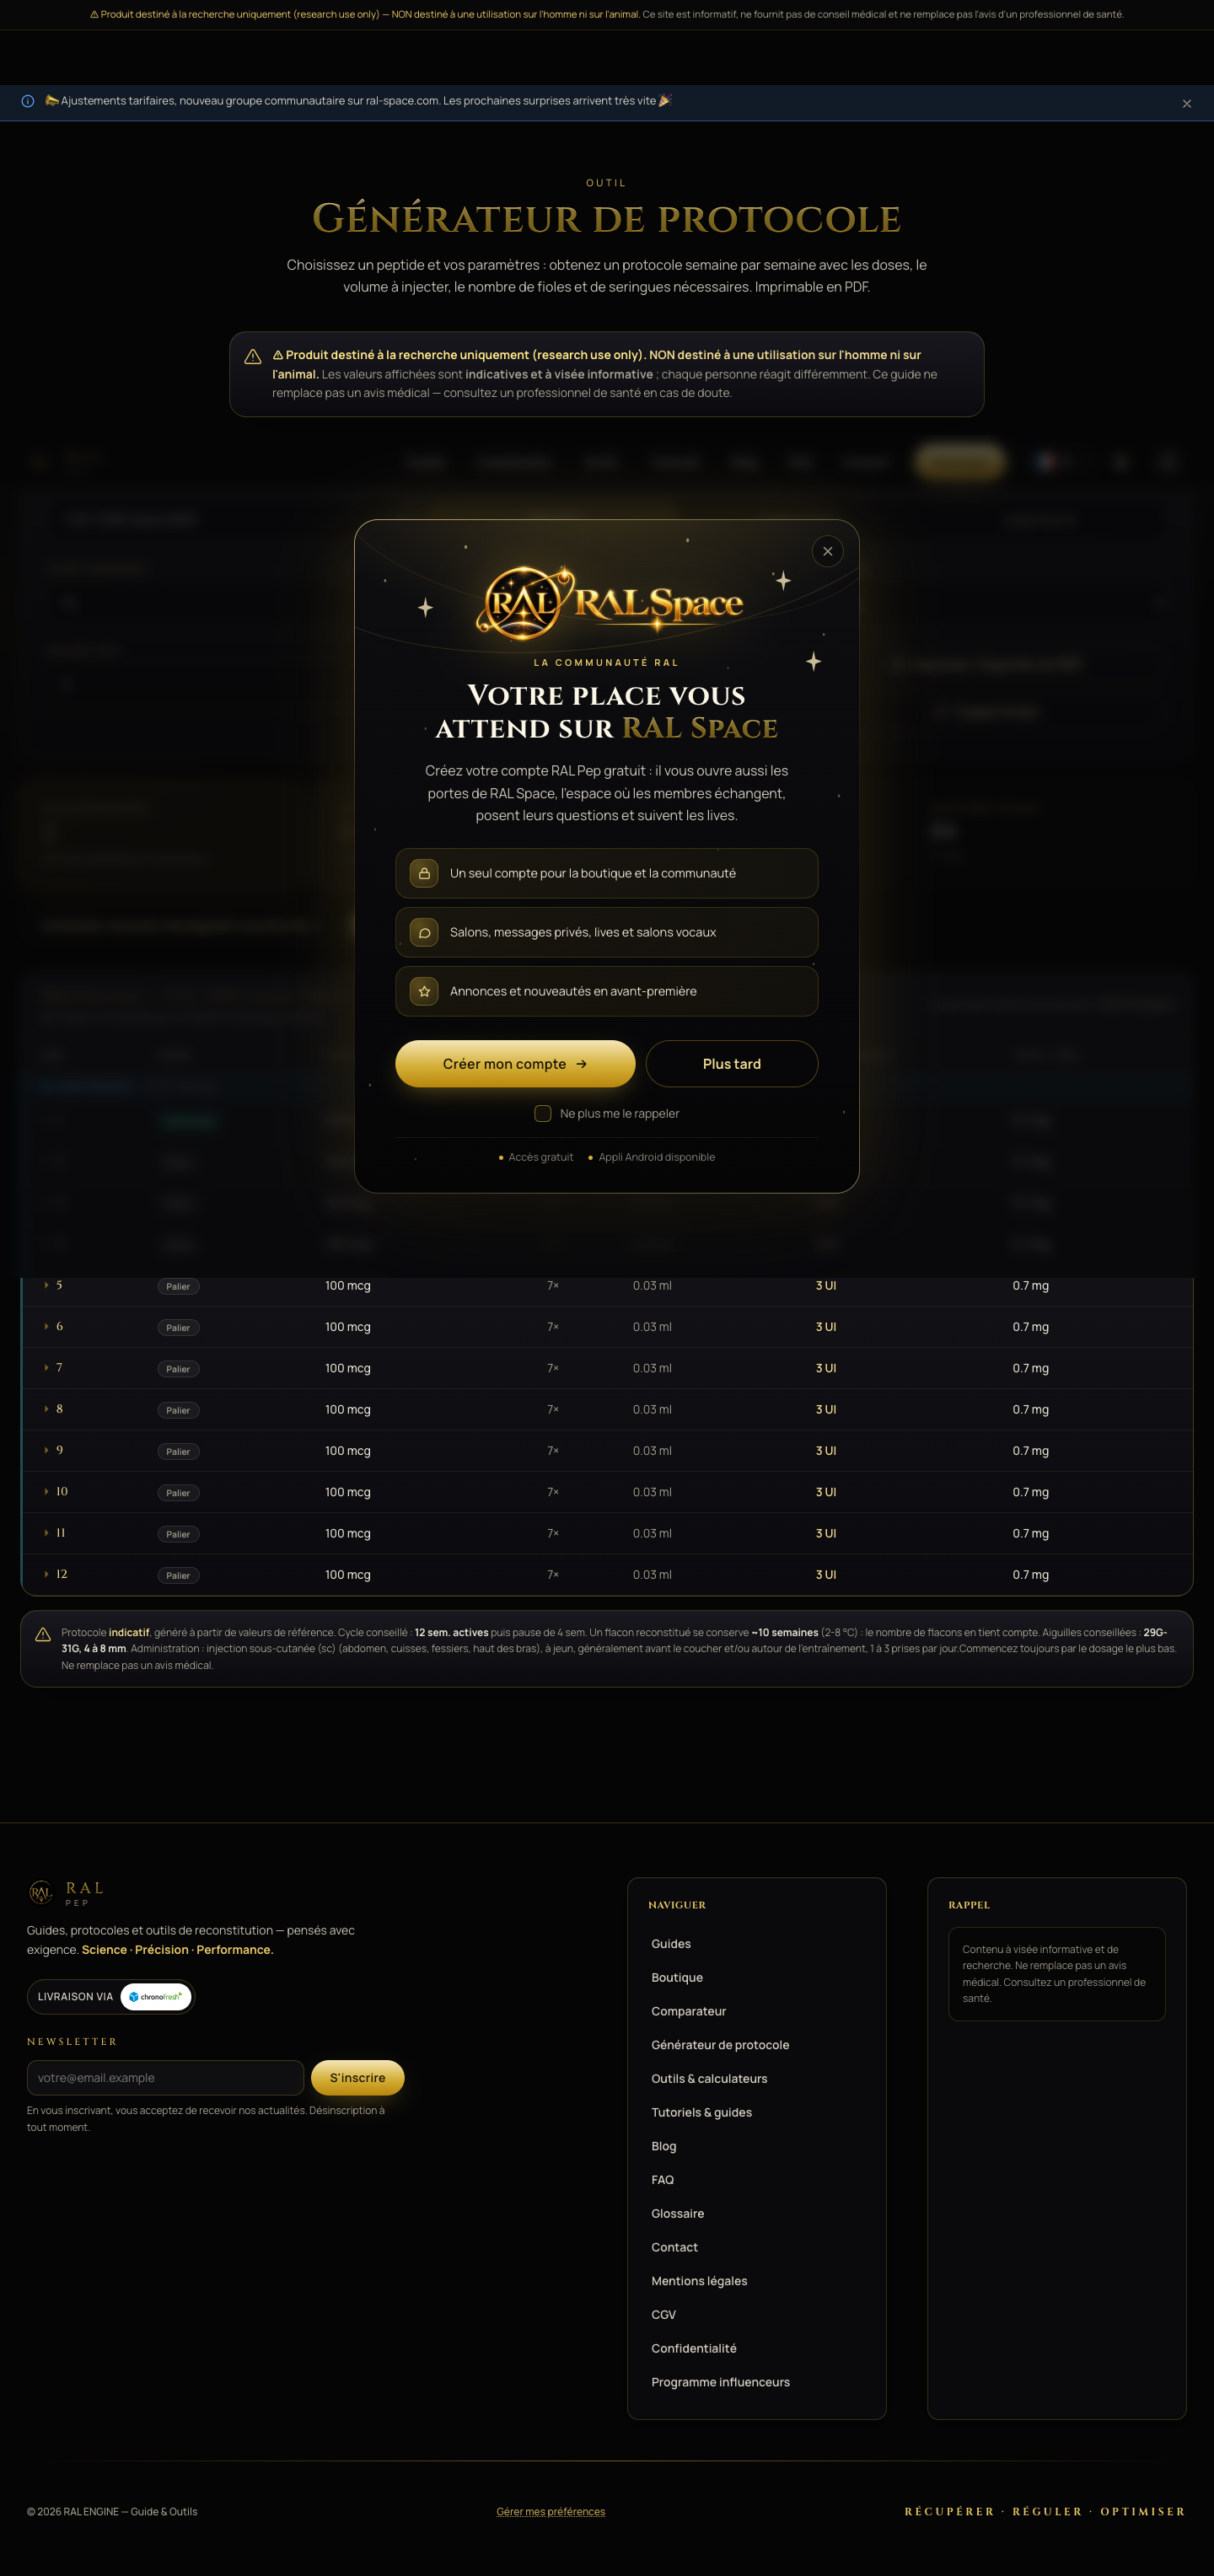 ⚠ Produit destiné à la recherche uniquement (research use only) — NON destiné à une utilisation sur l'homme ni sur l'animal. Ce site est informatif, ne fournit pas de conseil médical et ne remplace pas l'avis d'un professionnel de santé.
📣 Ajustements tarifaires, nouveau groupe communautaire sur ral-space.com. Les prochaines surprises arrivent très vite 🎉
OUTIL
Générateur de protocole
Choisissez un peptide et vos paramètres : obtenez un protocole semaine par semaine avec les doses, le
volume à injecter, le nombre de fioles et de seringues nécessaires. Imprimable en PDF.
⚠ Produit destiné à la recherche uniquement (research use only). NON destiné à une utilisation sur l'homme ni sur
l'animal. Les valeurs affichées sont indicatives et à visée informative ; chaque personne réagit différemment. Ce guide ne
remplace pas un avis médical — consultez un professionnel de santé en cas de doute.
RAL RAL Space
LA COMMUNAUTÉ RAL
Votre place vous
attend sur RAL Space
Créez votre compte RAL Pep gratuit : il vous ouvre aussi les
portes de RAL Space, l'espace où les membres échangent,
posent leurs questions et suivent les lives.
Un seul compte pour la boutique et la communauté
Salons, messages privés, lives et salons vocaux
Annonces et nouveautés en avant-première
Créer mon compte → Plus tard
Ne plus me le rappeler
Accès gratuit Appli Android disponible
5 Palier 100 mcg 7× 0.03 ml 3 UI 0.7 mg
6 Palier 100 mcg 7× 0.03 ml 3 UI 0.7 mg
7 Palier 100 mcg 7× 0.03 ml 3 UI 0.7 mg
8 Palier 100 mcg 7× 0.03 ml 3 UI 0.7 mg
9 Palier 100 mcg 7× 0.03 ml 3 UI 0.7 mg
10 Palier 100 mcg 7× 0.03 ml 3 UI 0.7 mg
11 Palier 100 mcg 7× 0.03 ml 3 UI 0.7 mg
12 Palier 100 mcg 7× 0.03 ml 3 UI 0.7 mg
Protocole indicatif, généré à partir de valeurs de référence. Cycle conseillé : 12 sem. actives puis pause de 4 sem. Un flacon reconstitué se conserve ~10 semaines (2-8 °C) : le nombre de flacons en tient compte. Aiguilles conseillées : 29G-
31G, 4 à 8 mm. Administration : injection sous-cutanée (sc) (abdomen, cuisses, fessiers, haut des bras), à jeun, généralement avant le coucher et/ou autour de l'entraînement, 1 à 3 prises par jour.Commencez toujours par le dosage le plus bas.
Ne remplace pas un avis médical.
RAL
PEP
Guides, protocoles et outils de reconstitution — pensés avec
exigence. Science · Précision · Performance.
LIVRAISON VIA chronofresh
NEWSLETTER
votre@email.example S'inscrire
En vous inscrivant, vous acceptez de recevoir nos actualités. Désinscription à
tout moment.
NAVIGUER
Guides
Boutique
Comparateur
Générateur de protocole
Outils & calculateurs
Tutoriels & guides
Blog
FAQ
Glossaire
Contact
Mentions légales
CGV
Confidentialité
Programme influenceurs
RAPPEL
Contenu à visée informative et de
recherche. Ne remplace pas un avis
médical. Consultez un professionnel de
santé.
© 2026 RAL ENGINE — Guide & Outils
Gérer mes préférences
RÉCUPÉRER · RÉGULER · OPTIMISER